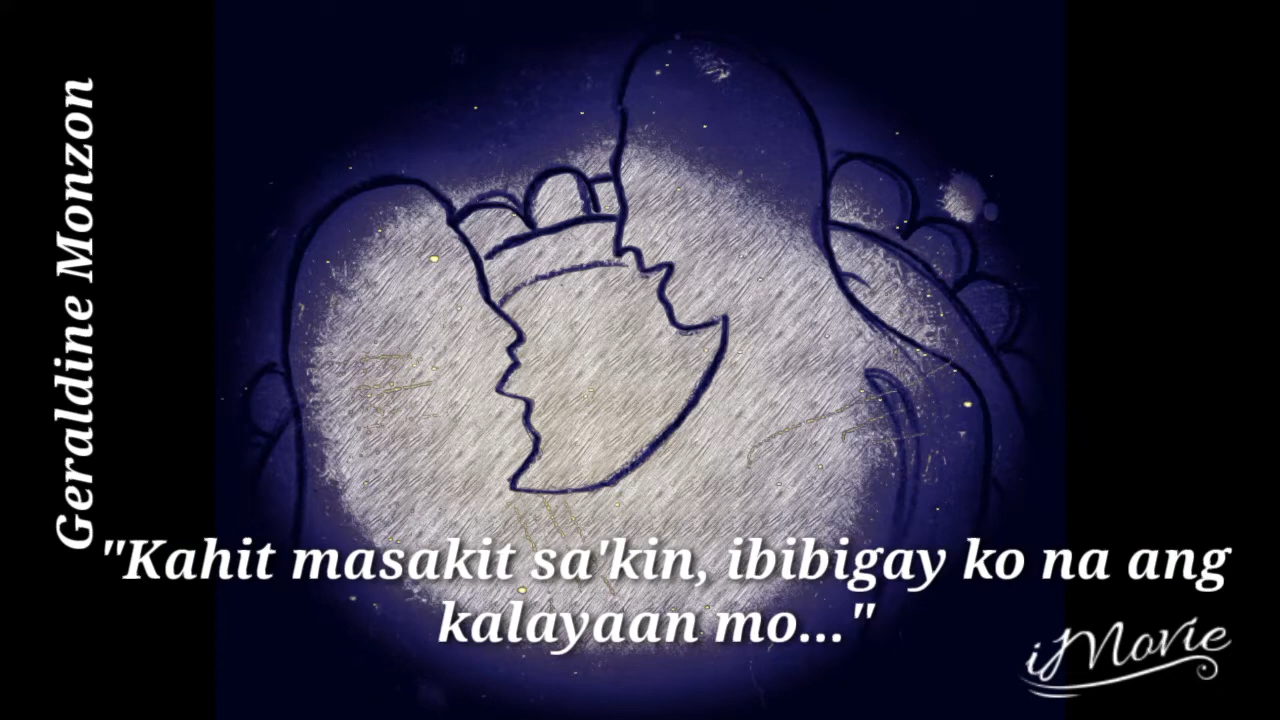 Geraldine Monzon
"Kahit masakit sa'kin, ibibigay ko na ang
kalayaan mo..."
iMovie